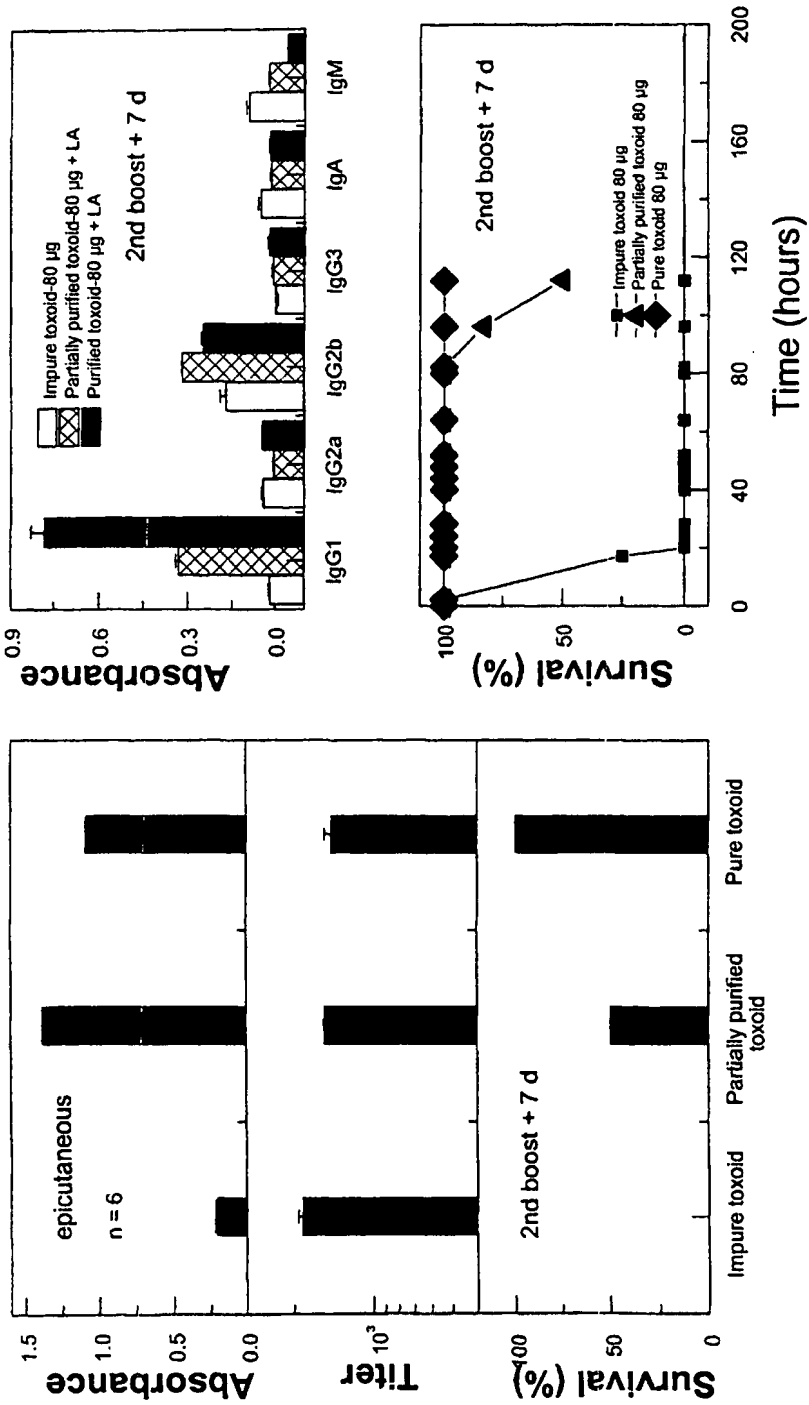 Absorbance
1.5
1.0
0.5
0.0
epicutaneous
n = 6
Titer
10³
Survival (%)
100
50
0
2nd boost + 7 d
Impure toxoid
Partially purified
toxoid
Pure toxoid
Absorbance
0.9
0.6
0.3
0.0
Impure toxoid-80 µg
Partially purified toxoid-80 µg + LA
Purified toxoid-80 µg + LA
2nd boost + 7 d
IgG1
IgG2a
IgG2b
IgG3
IgA
IgM
Survival (%)
100
50
0
2nd boost + 7 d
Impure toxoid 80 µg
Partially purified toxoid 80 µg
Pure toxoid 80 µg
0
40
80
120
160
200
Time (hours)